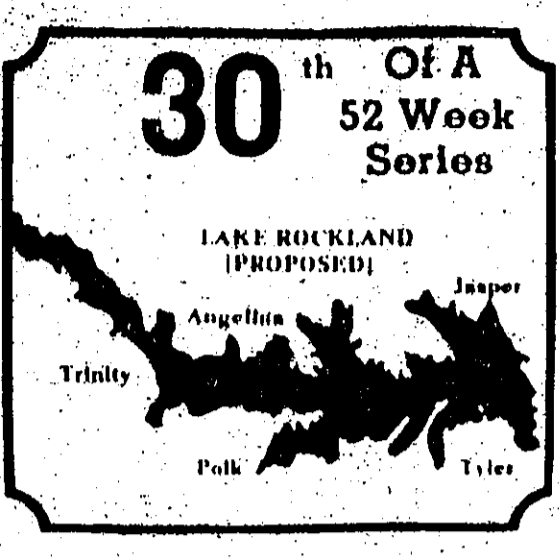 30th Of A
52 Week
Series
LAKE ROCKLAND
[PROPOSED]
Jasper
Angelina
Trinity
Polk
Tyler